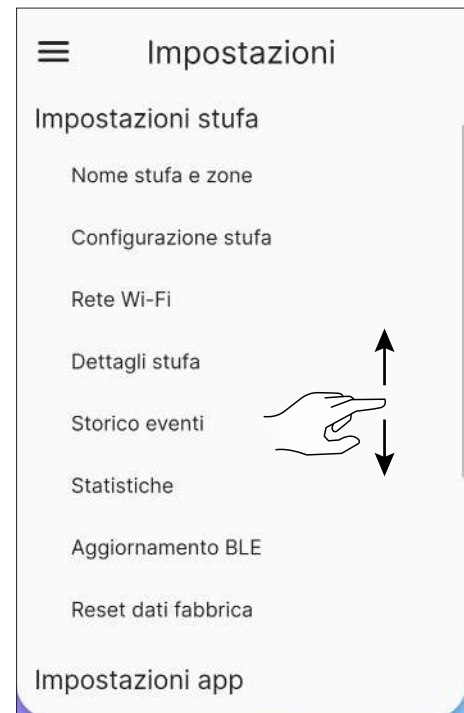 Impostazioni
Impostazioni stufa
Nome stufa e zone
Configurazione stufa
Rete Wi-Fi
Dettagli stufa
Storico eventi
Statistiche
Aggiornamento BLE
Reset dati fabbrica
Impostazioni app